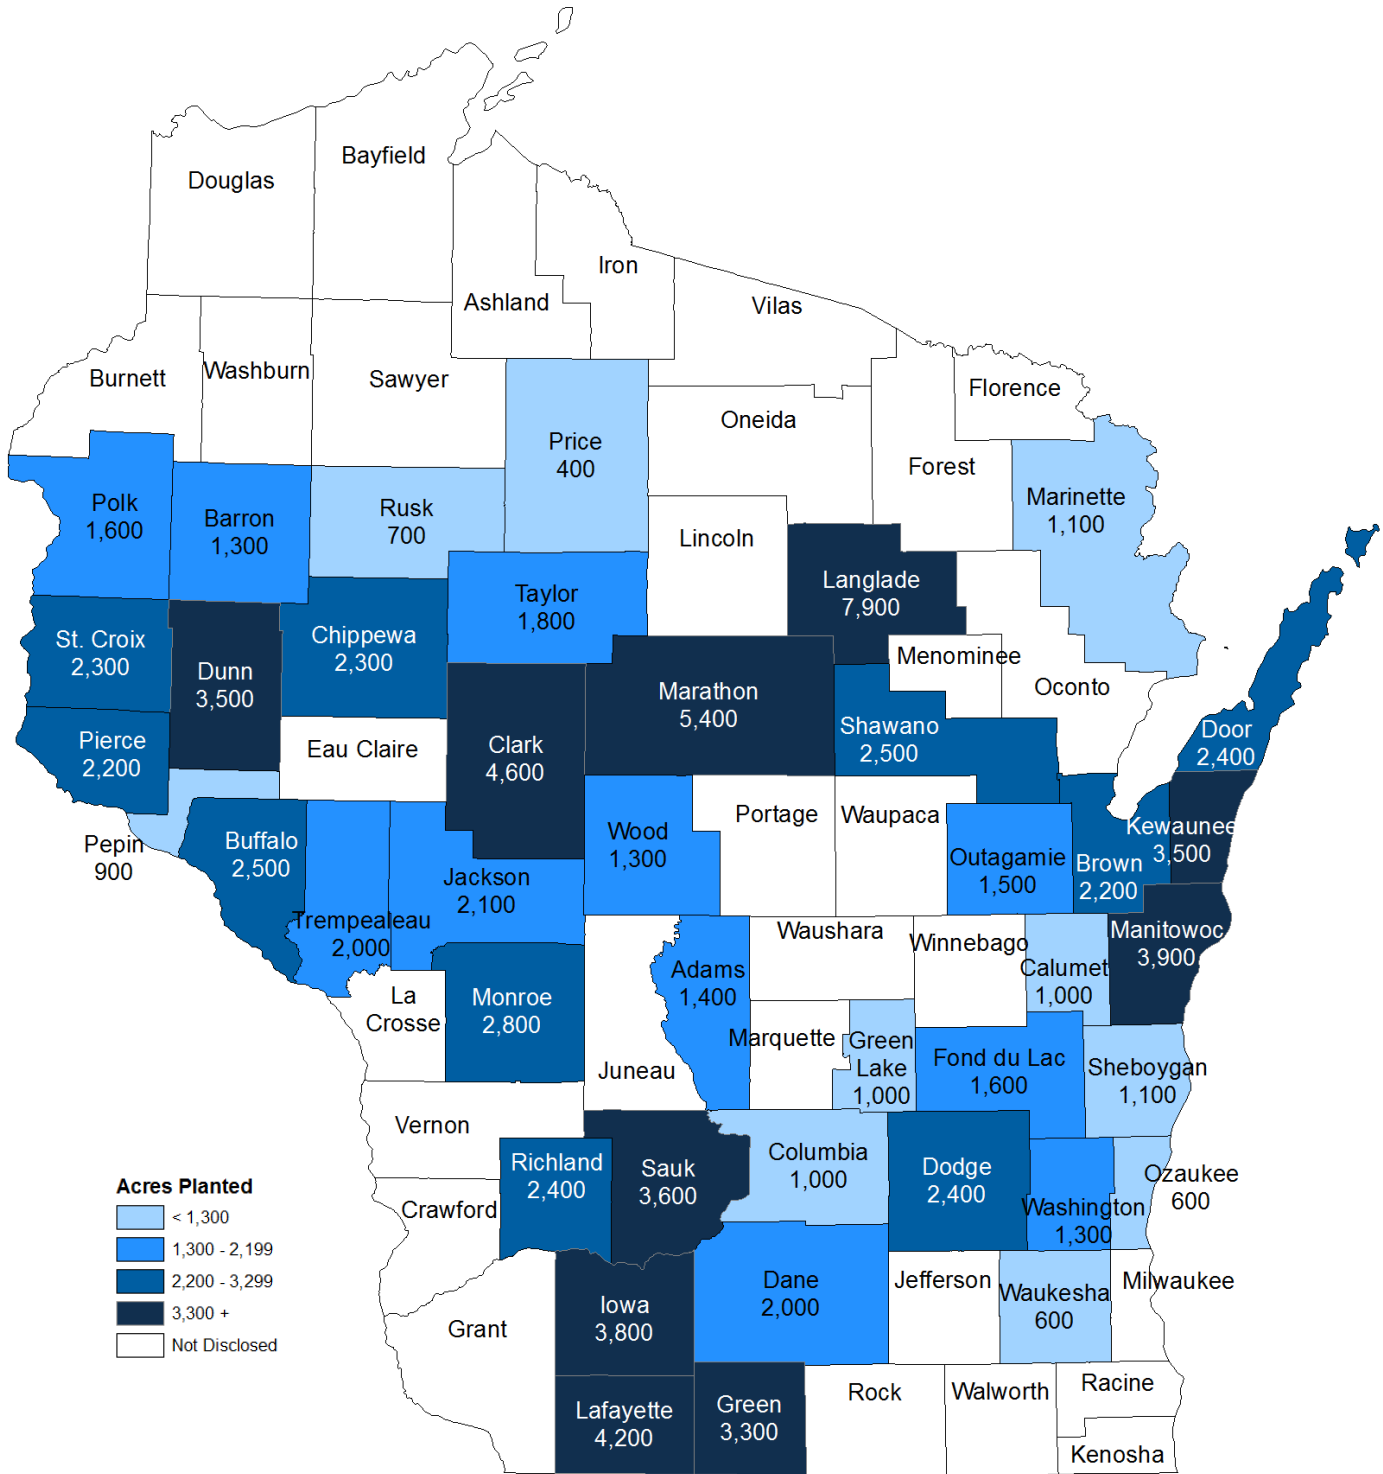 Bayfield
Douglas
Iron
Ashland
Vilas
Washburn
Burnett
Sawyer
Florence
Oneida
Price
400
Forest
Marinette
1,100
Polk
1,600
Barron
1,300
Rusk
700
Lincoln
Langlade
7,900
Taylor
1,800
St. Croix
2,300
Chippewa
2,300
Dunn
3,500
Menominee
Marathon
5,400
Oconto
Shawano
2,500
Door
2,400
Pierce
2,200
Eau Claire
Clark
4,600
Portage
Waupaca
Kewaunee
3,500
Wood
1,300
Pepin
900
Buffalo
2,500
Outagamie
1,500
Brown
2,200
Jackson
2,100
Trempealeau
2,000
Waushara
Winnebago
Manitowoc
3,900
Adams
1,400
Calumet
1,000
La
Crosse
Monroe
2,800
Marquette
Green
Lake
1,000
Fond du Lac
1,600
Sheboygan
1,100
Juneau
Vernon
Columbia
1,000
Richland
2,400
Sauk
3,600
Dodge
2,400
Ozaukee
600
Washington
1,300
Crawford
Acres Planted
< 1,300
1,300 - 2,199
2,200 - 3,299
3,300 +
Not Disclosed
Dane
2,000
Jefferson
Waukesha
600
Milwaukee
Iowa
3,800
Grant
Lafayette
4,200
Green
3,300
Rock
Walworth
Racine
Kenosha